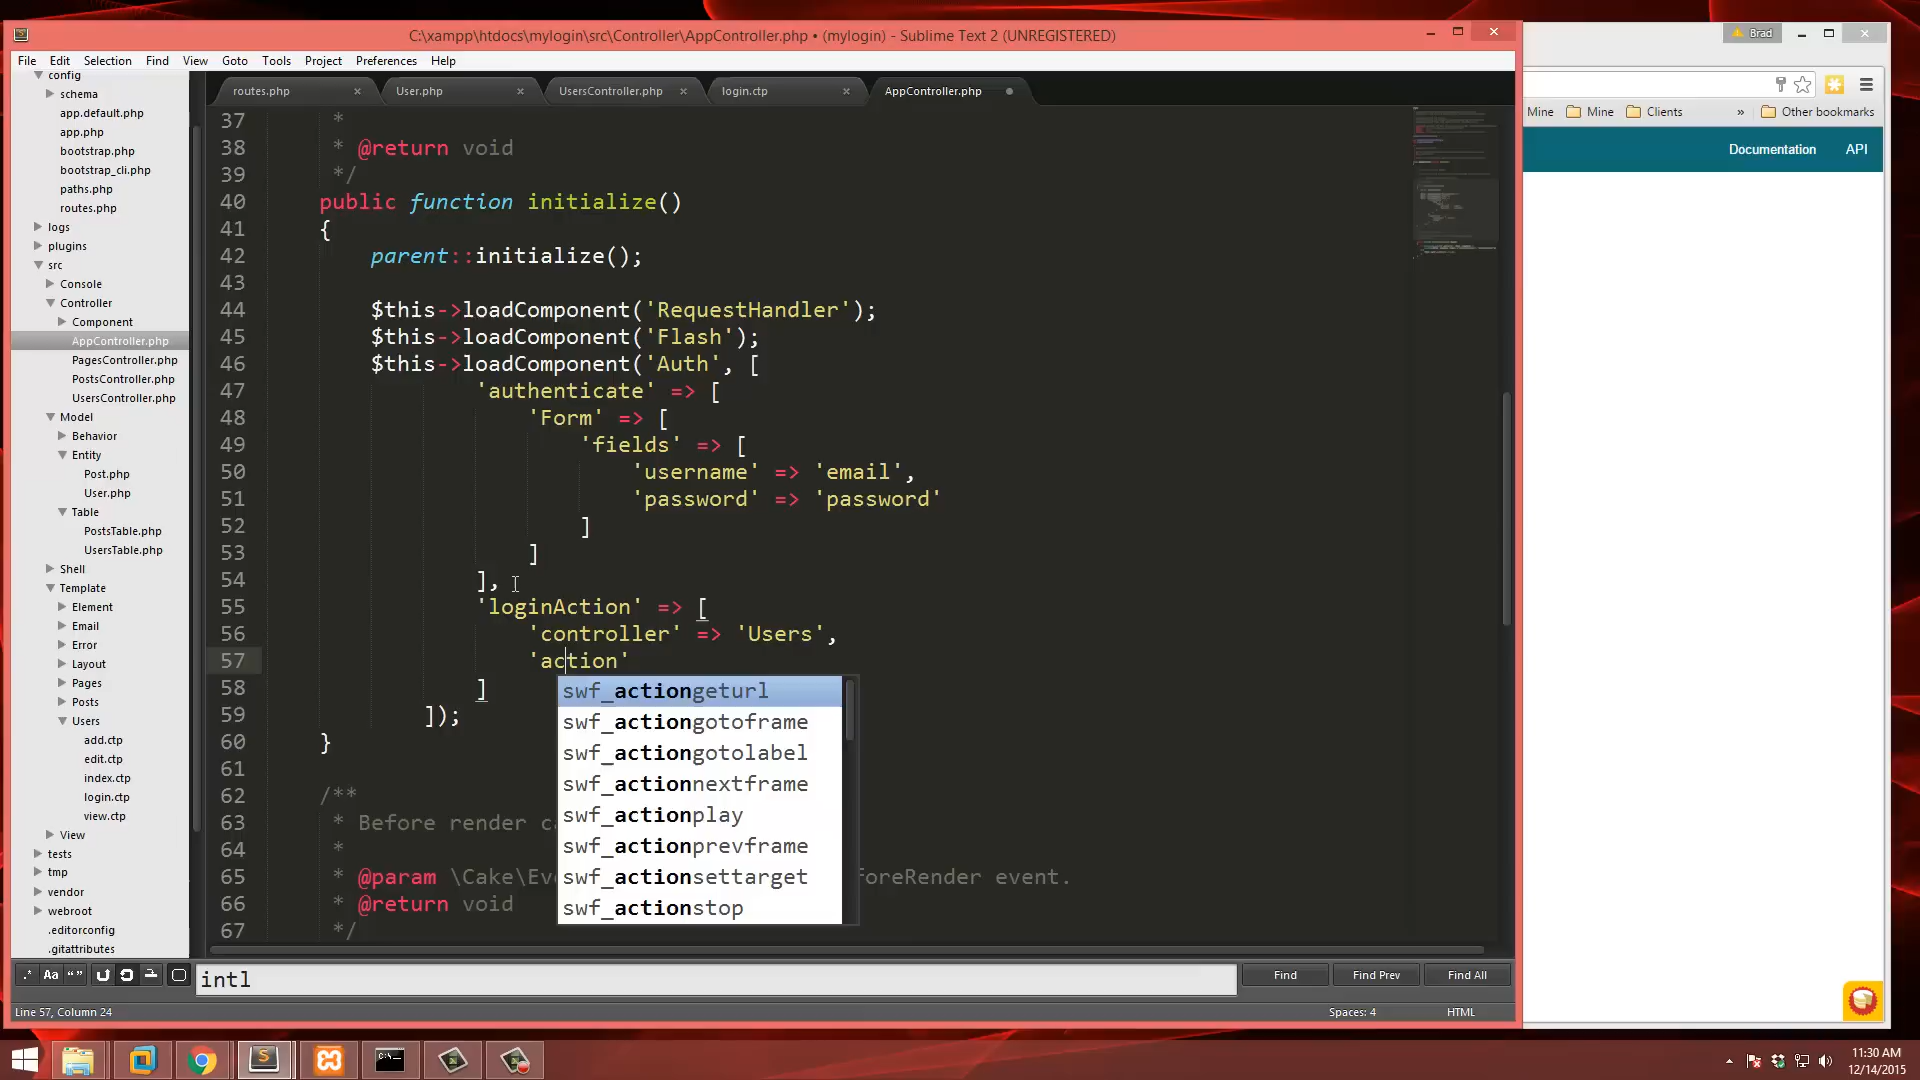 C:\xampp\htdocs\mylogin\src\Controller\AppController.php • (mylogin) - Sublime Text 2 (UNREGISTERED)
Brad
File Edit Selection Find View Goto Tools Project Preferences Help
routes.php
User.php
UsersController.php
login.ctp
AppController.php
Mine
Mine
Clients
»
Other bookmarks
Documentation
API
config
schema
app.default.php
app.php
bootstrap.php
bootstrap_cli.php
paths.php
routes.php
logs
plugins
src
Console
Controller
Component
AppController.php
PagesController.php
PostsController.php
UsersController.php
Model
Behavior
Entity
Post.php
User.php
Table
PostsTable.php
UsersTable.php
Shell
Template
Element
Email
Error
Layout
Pages
Posts
Users
add.ctp
edit.ctp
index.ctp
login.ctp
view.ctp
View
tests
tmp
vendor
webroot
.editorconfig
.gitattributes
37 *
38 * @return void
39 */
40 public function initialize()
41 {
42 parent::initialize();
43
44 $this->loadComponent('RequestHandler');
45 $this->loadComponent('Flash');
46 $this->loadComponent('Auth', [
47 'authenticate' => [
48 'Form' => [
49 'fields' => [
50 'username' => 'email',
51 'password' => 'password'
52 ]
53 ]
54 ],
55 'loginAction' => [
56 'controller' => 'Users',
57 'action'
58 ]
59 ]);
60 }
61
62 /**
63 * Before render c
64 *
65 * @param \Cake\Ev foRender event.
66 * @return void
67 */
swf_actiongeturl
swf_actiongotoframe
swf_actiongotolabel
swf_actionnextframe
swf_actionplay
swf_actionprevframe
swf_actionsettarget
swf_actionstop
.* Aa “”
intl
Find
Find Prev
Find All
Line 57, Column 24
Spaces: 4
HTML
11:30 AM
12/14/2015